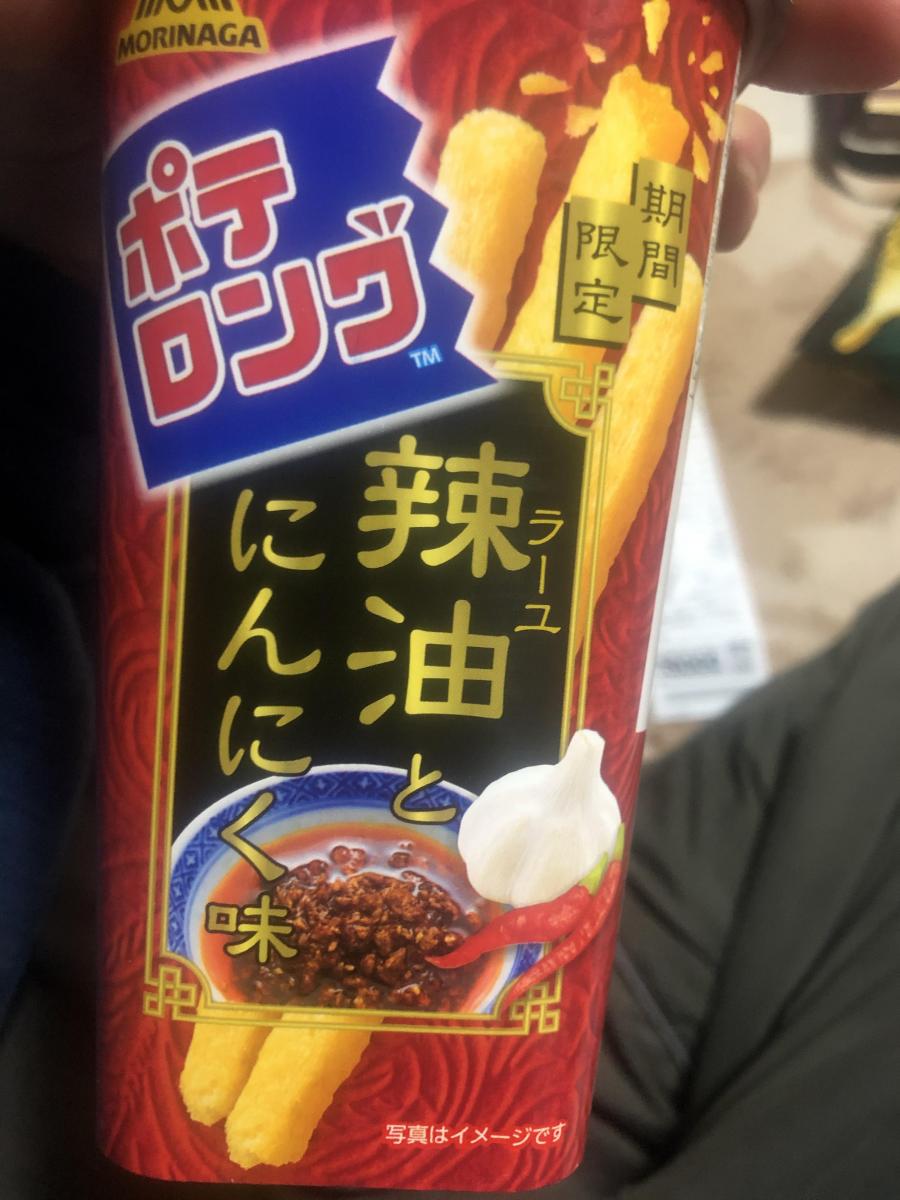 MORINAGA
ポテ
ロング
TM
期間
限定
辣油と
ラーユ
にんにく味
写真はイメージです